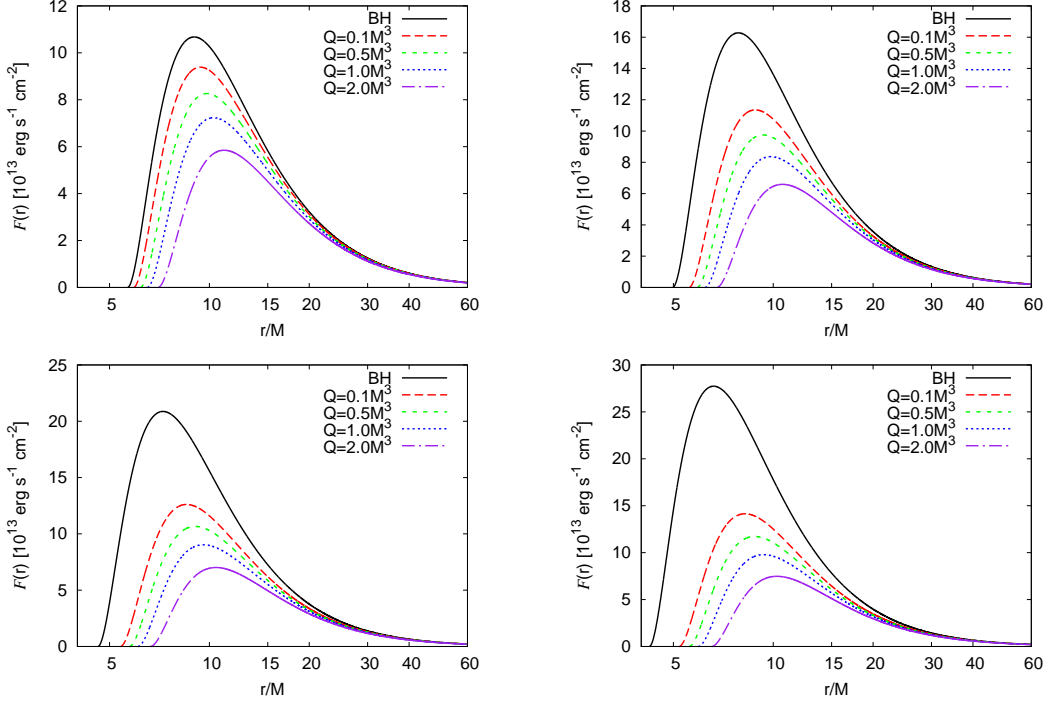 12
10
8
6
4
2
0
F(r) [10^13 erg s^-1 cm^-2]
5 10 15 20 30 40 60
r/M
BH
Q=0.1M^3
Q=0.5M^3
Q=1.0M^3
Q=2.0M^3
18
16
14
12
10
8
6
4
2
0
F(r) [10^13 erg s^-1 cm^-2]
5 10 15 20 30 40 60
r/M
BH
Q=0.1M^3
Q=0.5M^3
Q=1.0M^3
Q=2.0M^3
25
20
15
10
5
0
F(r) [10^13 erg s^-1 cm^-2]
5 10 15 20 30 40 60
r/M
BH
Q=0.1M^3
Q=0.5M^3
Q=1.0M^3
Q=2.0M^3
30
25
20
15
10
5
0
F(r) [10^13 erg s^-1 cm^-2]
5 10 15 20 30 40 60
r/M
BH
Q=0.1M^3
Q=0.5M^3
Q=1.0M^3
Q=2.0M^3